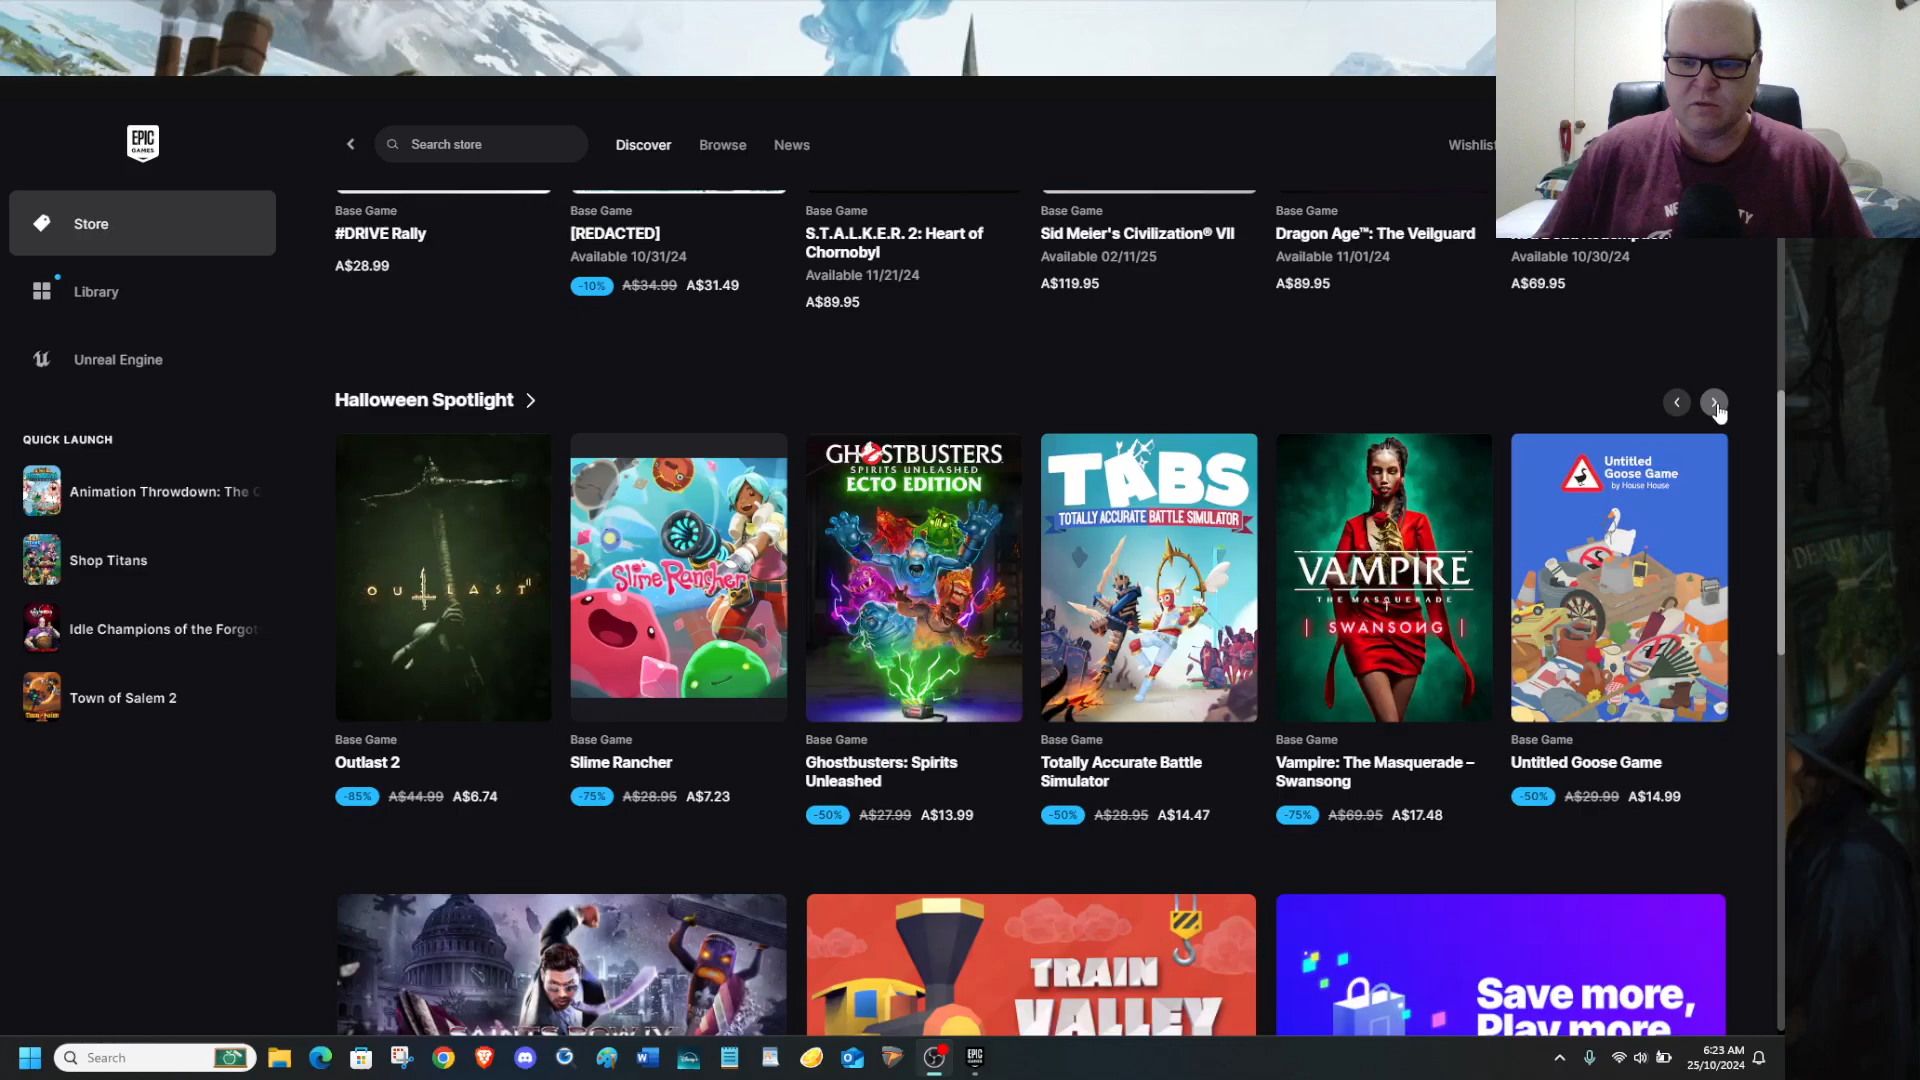 EPIC
GAMES
Search store
Discover
Browse
News
Wishlist
Store
Library
Unreal Engine
QUICK LAUNCH
Animation Throwdown: The
Shop Titans
Idle Champions of the Forgot
Town of Salem 2
Base Game
#DRIVE Rally
A$28.99
Base Game
[REDACTED]
Available 10/31/24
-10% A$34.99 A$31.49
Base Game
S.T.A.L.K.E.R. 2: Heart of
Chornobyl
Available 11/21/24
A$89.95
Base Game
Sid Meier's Civilization® VII
Available 02/11/25
A$119.95
Base Game
Dragon Age™: The Veilguard
Available 11/01/24
A$89.95
Available 10/30/24
A$69.95
Halloween Spotlight
OUTLAST II
Base Game
Outlast 2
-85% A$44.99 A$6.74
Slime Rancher
Base Game
Slime Rancher
-75% A$28.95 A$7.23
GHOSTBUSTERS
SPIRITS UNLEASHED
ECTO EDITION
Base Game
Ghostbusters: Spirits
Unleashed
-50% A$27.99 A$13.99
TABS
TOTALLY ACCURATE BATTLE SIMULATOR
Base Game
Totally Accurate Battle
Simulator
-50% A$28.95 A$14.47
VAMPIRE
THE MASQUERADE
SWANSONG
Base Game
Vampire: The Masquerade –
Swansong
-75% A$69.95 A$17.48
Untitled
Goose Game
by House House
Base Game
Untitled Goose Game
-50% A$29.99 A$14.99
SAINTS ROW IV
TRAIN
VALLEY
Save more,
Play more
Search
6:23 AM
25/10/2024